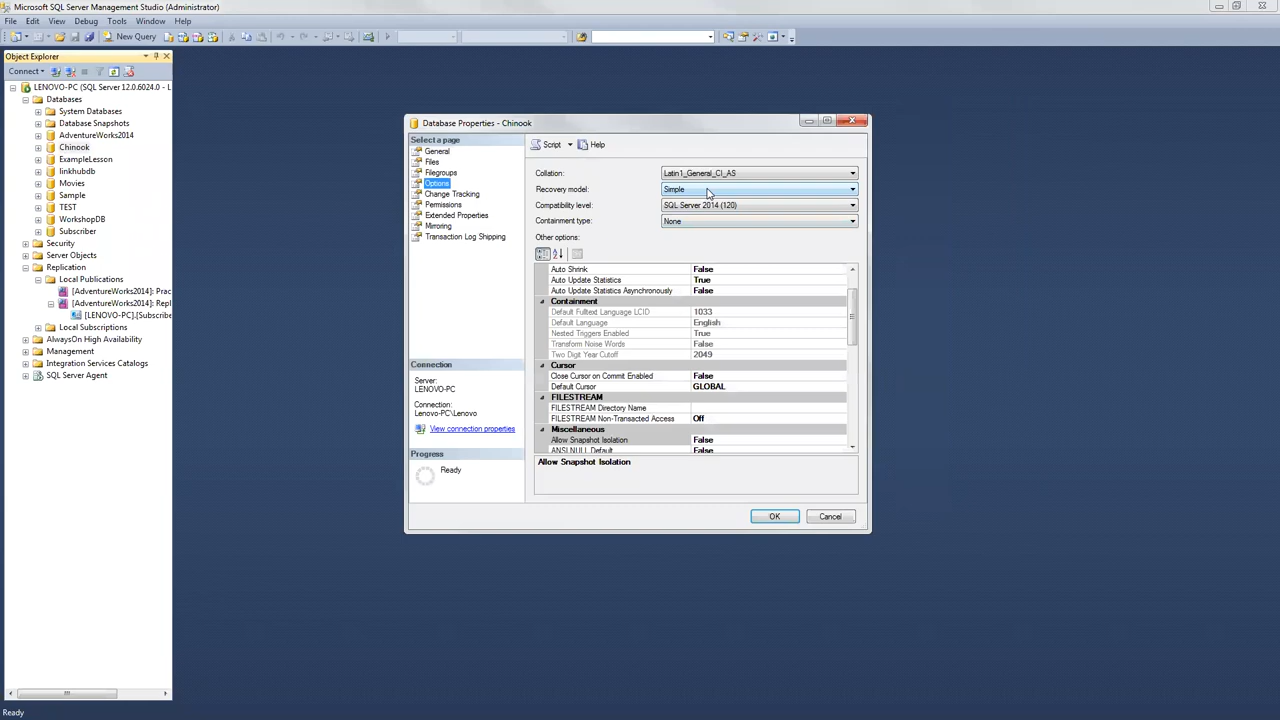 Microsoft SQL Server Management Studio (Administrator)
File Edit View Debug Tools Window Help
New Query
Object Explorer
Connect
LENOVO-PC (SQL Server 12.0.6024.0 - L
Databases
System Databases
Database Snapshots
AdventureWorks2014
Chinook
ExampleLesson
linkhubdb
Movies
Sample
TEST
WorkshopDB
Subscriber
Security
Server Objects
Replication
Local Publications
[AdventureWorks2014]: Prac
[AdventureWorks2014]: Repl
[LENOVO-PC].[Subscribe
Local Subscriptions
AlwaysOn High Availability
Management
Integration Services Catalogs
SQL Server Agent
Database Properties - Chinook
Select a page
General
Files
Filegroups
Options
Change Tracking
Permissions
Extended Properties
Mirroring
Transaction Log Shipping
Connection
Server:
LENOVO-PC
Connection:
Lenovo-PC\Lenovo
View connection properties
Progress
Ready
Script Help
Collation: Latin1_General_CI_AS
Recovery model: Simple
Compatibility level: SQL Server 2014 (120)
Containment type: None
Other options:
Auto Shrink False
Auto Update Statistics True
Auto Update Statistics Asynchronously False
Containment
Default Fulltext Language LCID 1033
Default Language English
Nested Triggers Enabled True
Transform Noise Words False
Two Digit Year Cutoff 2049
Cursor
Close Cursor on Commit Enabled False
Default Cursor GLOBAL
FILESTREAM
FILESTREAM Directory Name
FILESTREAM Non-Transacted Access Off
Miscellaneous
Allow Snapshot Isolation False
ANSI NULL Default False
Allow Snapshot Isolation
OK Cancel
Ready